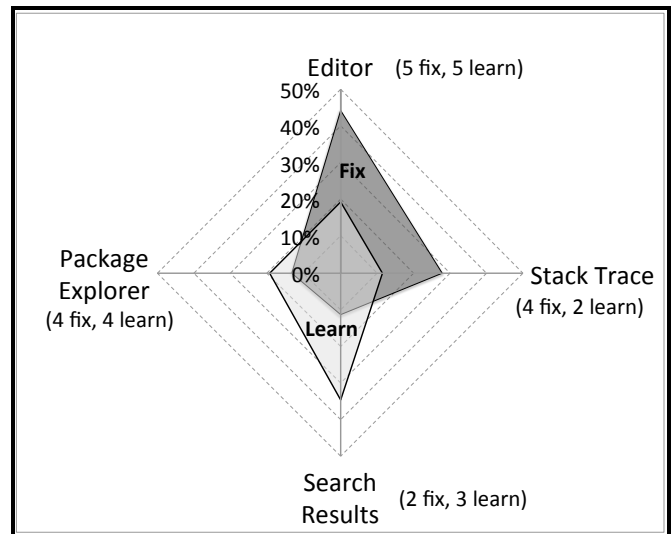 Editor (5 fix, 5 learn)
50%
40%
30%
Fix
20%
10%
0%
Package
Explorer
(4 fix, 4 learn)
Stack Trace
(4 fix, 2 learn)
Learn
Search
Results
(2 fix, 3 learn)